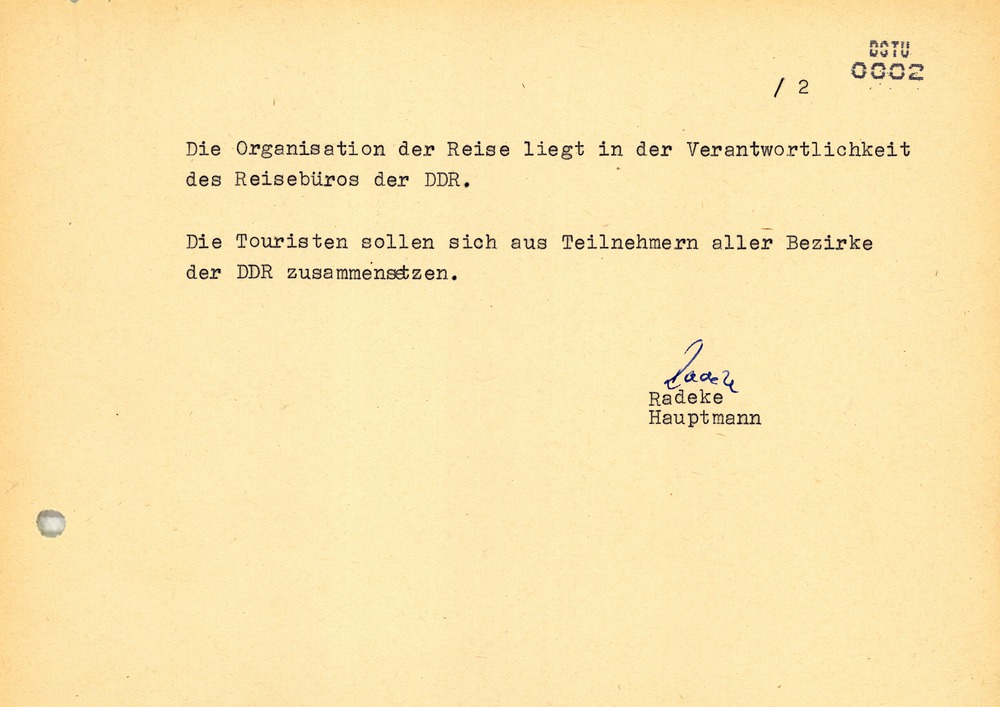 BSTU
0002
/ 2
Die Organisation der Reise liegt in der Verantwortlichkeit
des Reisebüros der DDR.
Die Touristen sollen sich aus Teilnehmern aller Bezirke
der DDR zusammensetzen.
Radeke
Radeke
Hauptmann